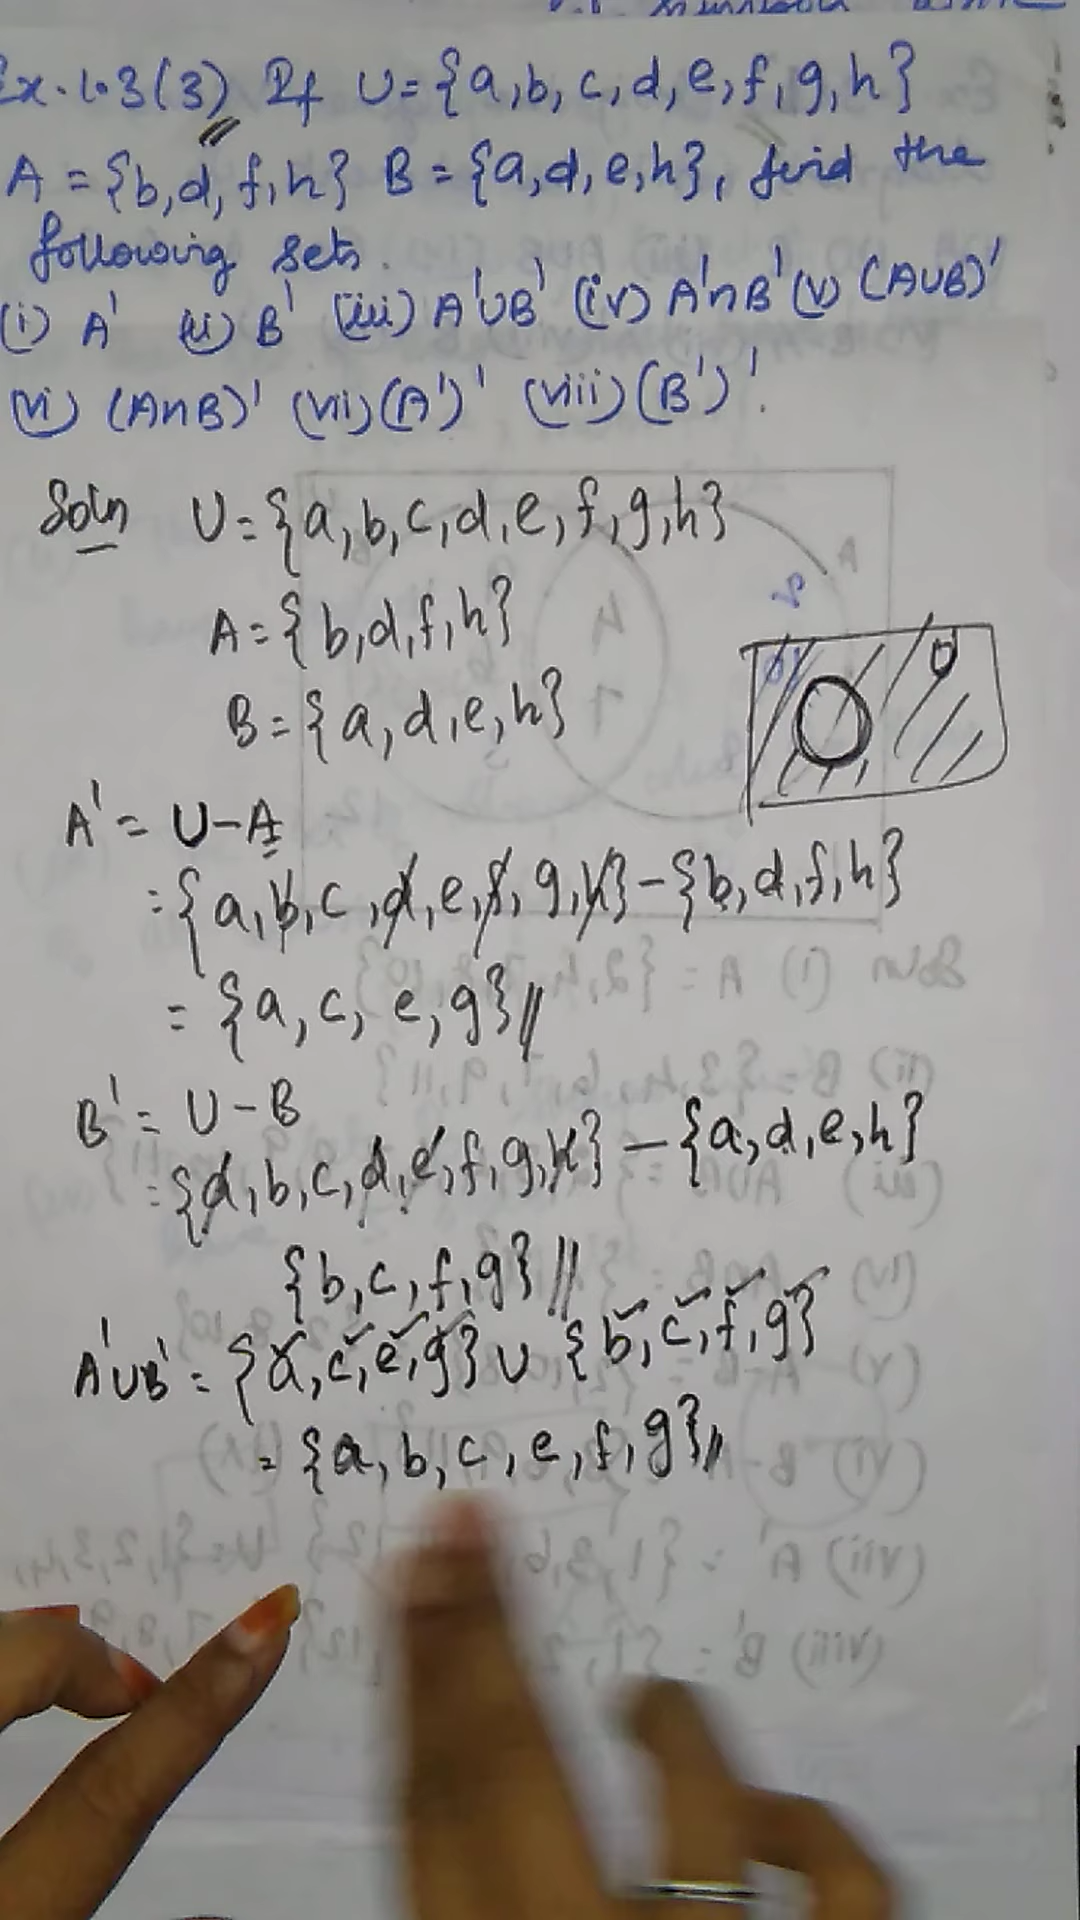 Ex.1.3(3) If U={a,b,c,d,e,f,g,h}
A={b,d,f,h} B={a,d,e,h}, find the
following sets.
(i) A' (ii) B' (iii) A'∪B' (iv) A'∩B' (v) (A∪B)'
(vi) (A∩B)' (vii) (A')' (viii) (B')'.
Soln U={a,b,c,d,e,f,g,h}
A={b,d,f,h}
B={a,d,e,h}
U
A'= U-A
={a,b,c,d,e,f,g,h}-{b,d,f,h}
={a,c,e,g}//
B'= U-B
={a,b,c,d,e,f,g,h}-{a,d,e,h}
{b,c,f,g}//
A'∪B'={a,c,e,g}∪{b,c,f,g}
={a,b,c,e,f,g}//